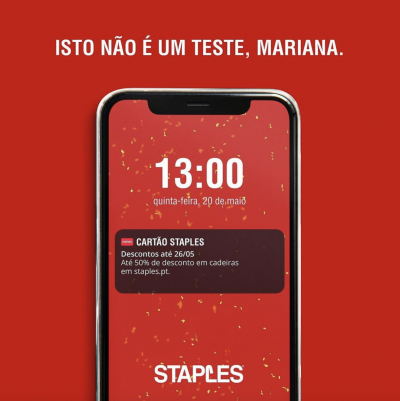 ISTO NÃO É UM TESTE, MARIANA.
13:00
quinta-feira, 20 de maio
CARTÃO STAPLES
Descontos até 26/05
Até 50% de desconto em cadeiras
em staples.pt.
STAPLES